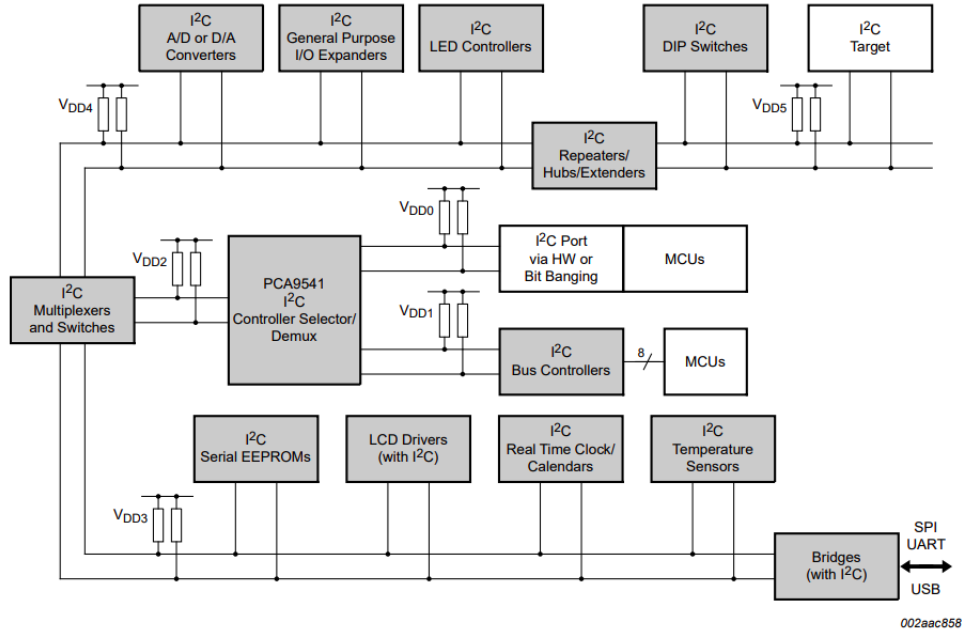 I²C
A/D or D/A
Converters
I²C
General Purpose
I/O Expanders
I²C
LED Controllers
I²C
DIP Switches
I²C
Target
VDD4
VDD5
I²C
Repeaters/
Hubs/Extenders
VDD0
I²C Port
via HW or
Bit Banging
MCUs
VDD2
PCA9541
I²C
Controller Selector/
Demux
I²C
Multiplexers
and Switches
VDD1
I²C
Bus Controllers
8
MCUs
I²C
Serial EEPROMs
LCD Drivers
(with I²C)
I²C
Real Time Clock/
Calendars
I²C
Temperature
Sensors
VDD3
Bridges
(with I²C)
SPI
UART
USB
002aac858